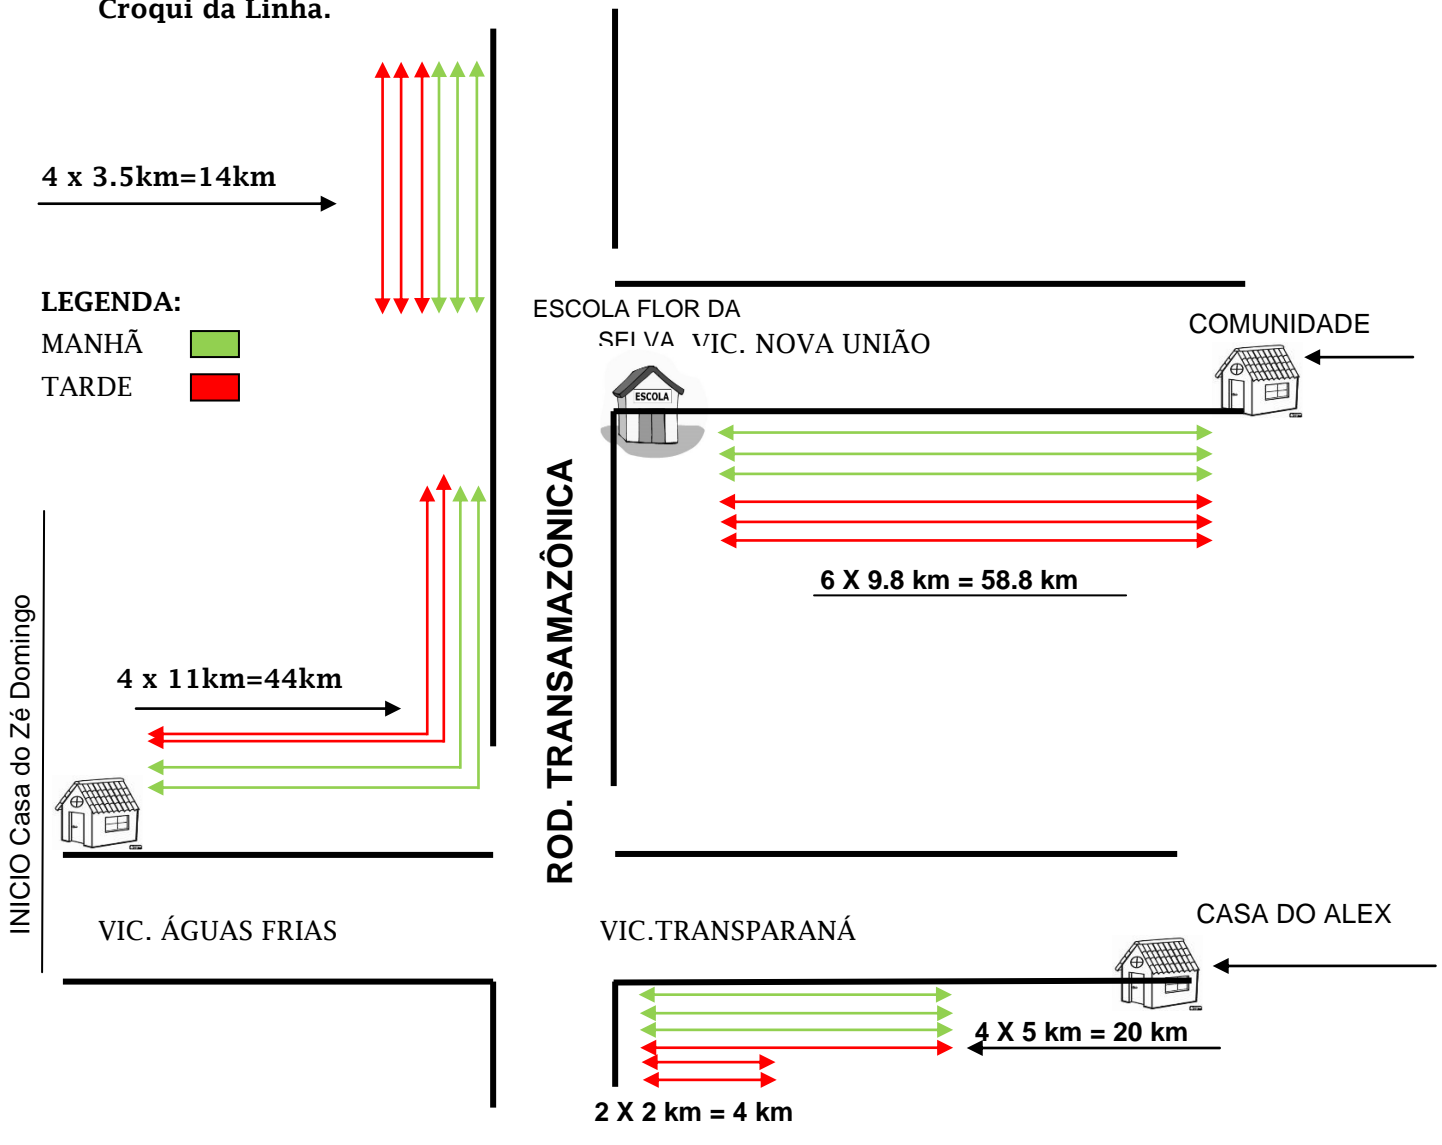 Croqui da Linha.
4 x 3.5km=14km
LEGENDA:
MANHÃ
TARDE
ESCOLA FLOR DA
SELVA
VIC. NOVA UNIÃO
COMUNIDADE
ESCOLA
6 X 9.8 km = 58.8 km
ROD. TRANSAMAZÔNICA
INICIO Casa do Zé Domingo
4 x 11km=44km
VIC. ÁGUAS FRIAS
VIC.TRANSPARANÁ
CASA DO ALEX
4 X 5 km = 20 km
2 X 2 km = 4 km